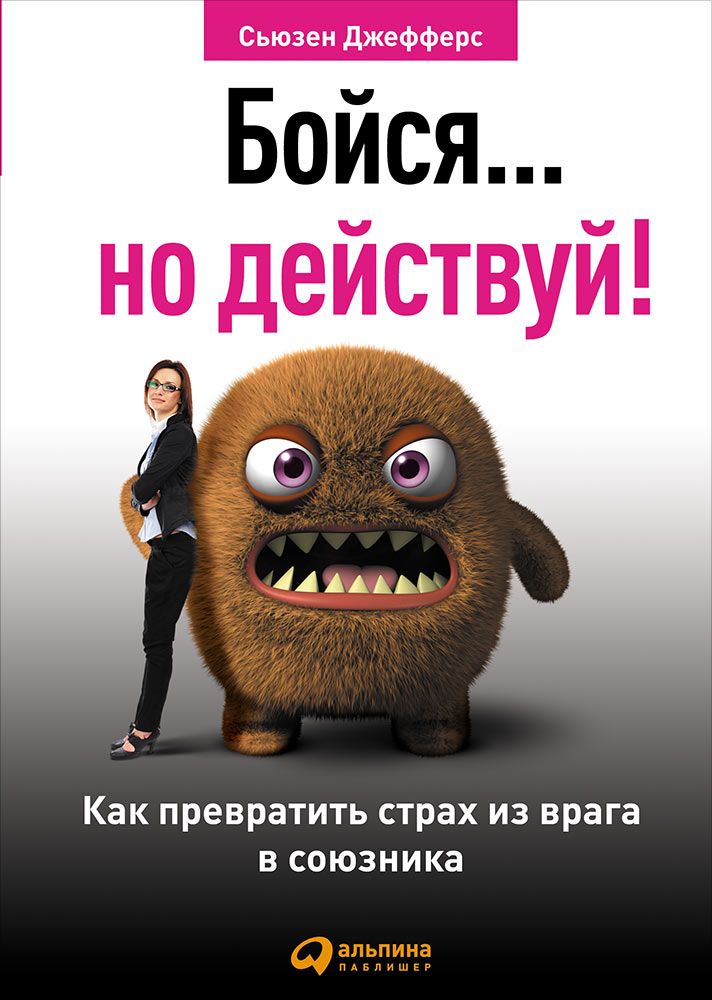 Сьюзен Джефферс
Бойся...
но действуй!
Как превратить страх из врага
в союзника
альпина
ПАБЛИШЕР